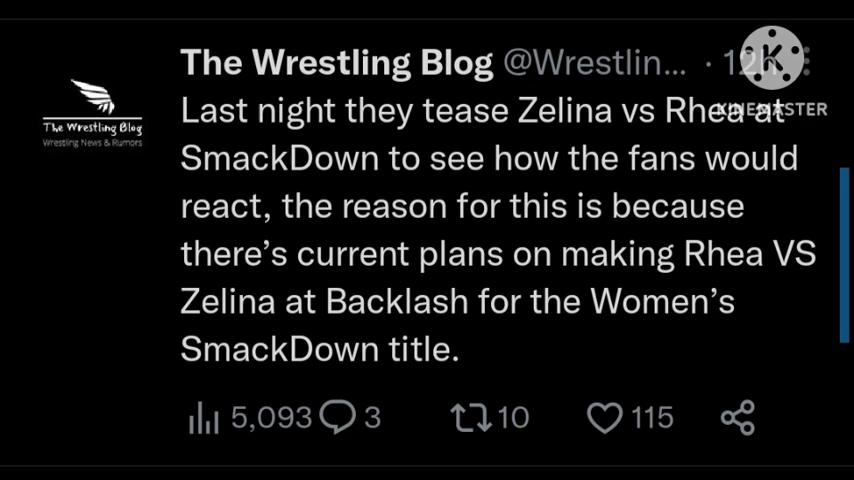 The Wrestling Blog @Wrestlin... · 12h
KINEMASTER
The Wrestling Blog
Wrestling News & Rumors
Last night they tease Zelina vs Rhea at
SmackDown to see how the fans would
react, the reason for this is because
there’s current plans on making Rhea VS
Zelina at Backlash for the Women’s
SmackDown title.
5,093 3 10 115